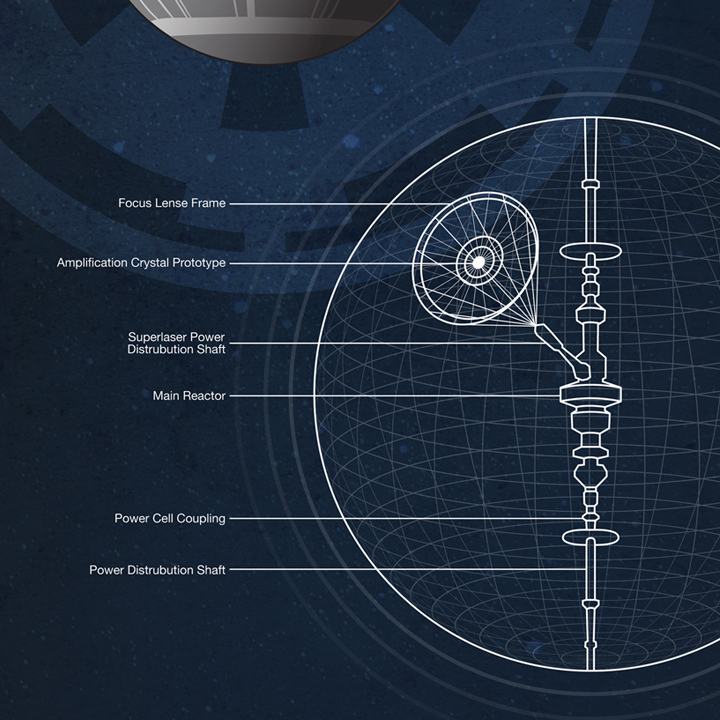 Focus Lense Frame
Amplification Crystal Prototype
Superlaser Power
Distrubution Shaft
Main Reactor
Power Cell Coupling
Power Distrubution Shaft